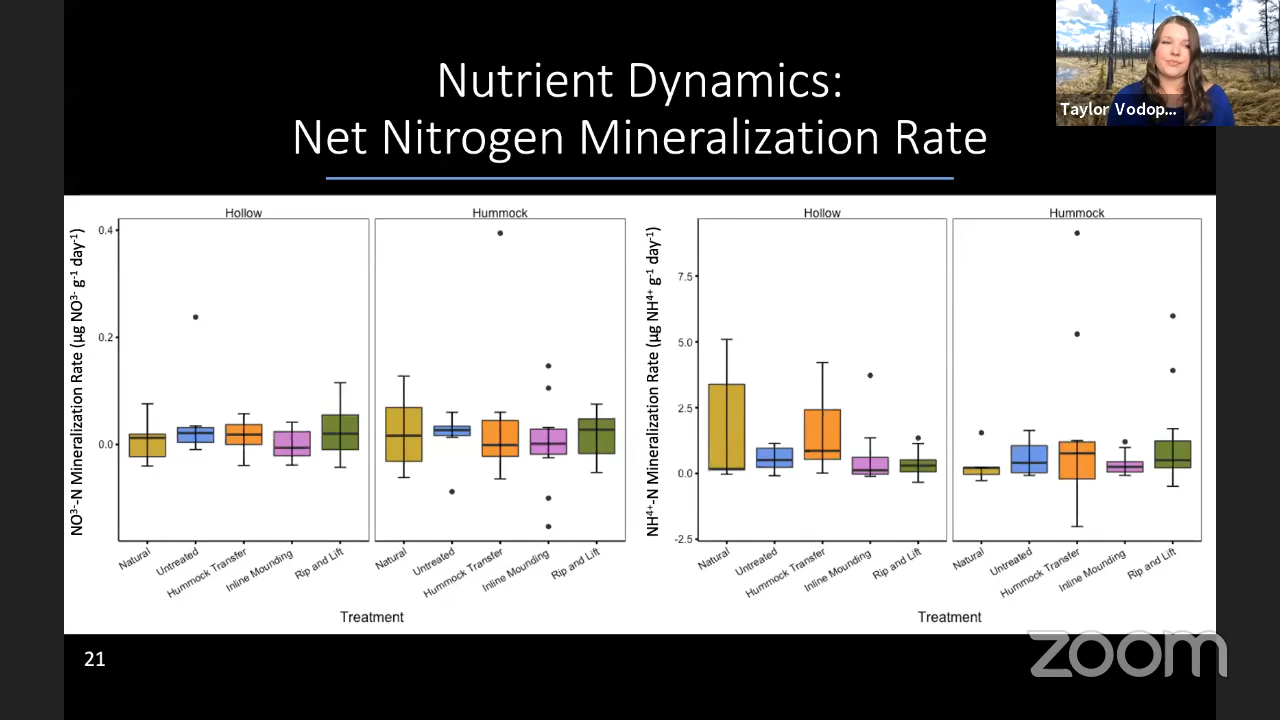 Nutrient Dynamics:
Net Nitrogen Mineralization Rate
Taylor Vodop...
NO³⁻-N Mineralization Rate (µg NO³⁻ g⁻¹ day⁻¹)
Hollow
Hummock
0.4
0.2
0.0
Natural
Untreated
Hummock Transfer
Inline Mounding
Rip and Lift
Natural
Untreated
Hummock Transfer
Inline Mounding
Rip and Lift
Treatment
NH⁴⁺-N Mineralization Rate (µg NH⁴⁺ g⁻¹ day⁻¹)
Hollow
Hummock
7.5
5.0
2.5
0.0
-2.5
Natural
Untreated
Hummock Transfer
Inline Mounding
Rip and Lift
Natural
Untreated
Hummock Transfer
Inline Mounding
Rip and Lift
Treatment
21
zoom